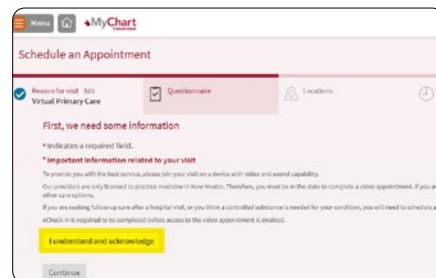 Menu MyChart
Schedule an Appointment
Reason for visit Edit
Virtual Primary Care
Questionnaire
Locations
First, we need some information
* Indicates a required field.
* Important information related to your visit
To provide you with the best service, please join your visit on a device with video and sound capability.
Our providers are only licensed to practice medicine in New Mexico. Therefore, you must be in the state to complete a video appointment. If you a
other care options.
If you are seeking follow-up care after a hospital visit, or you think a controlled substance is needed for your condition, you will need to schedule a
eCheck-in is required to be completed before access to the video appointment is enabled.
I understand and acknowledge
Continue